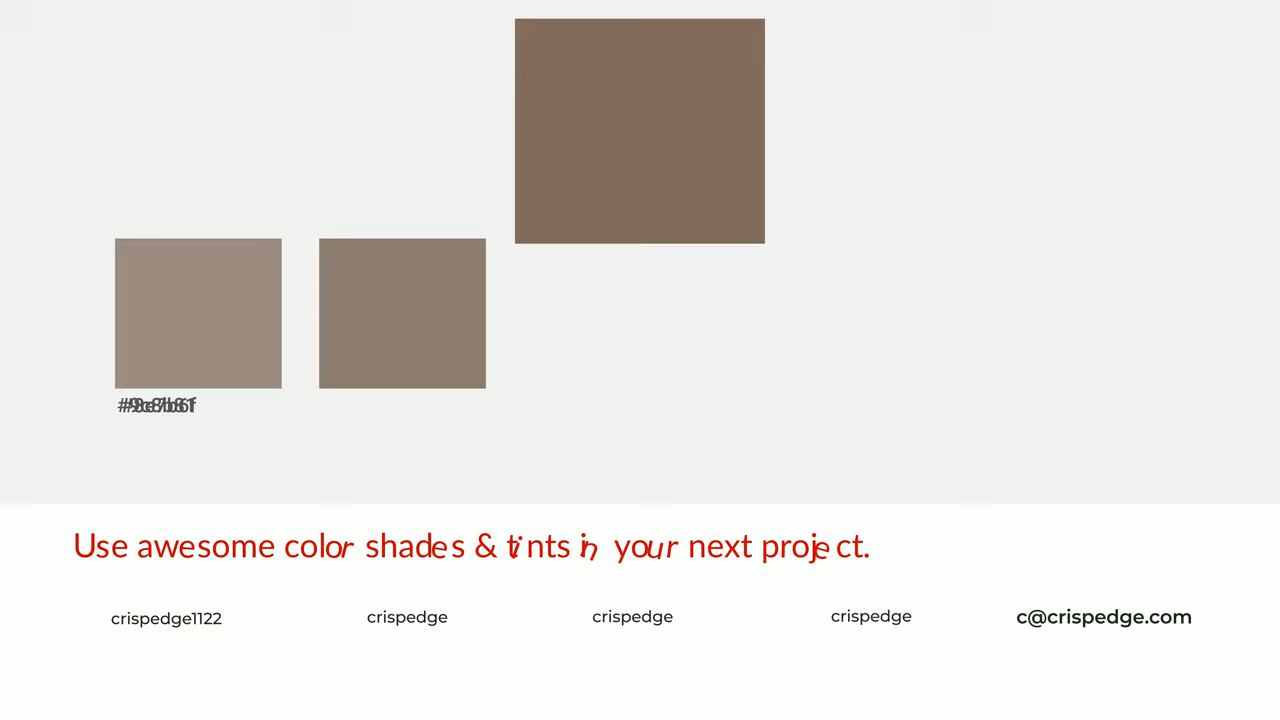 Use awesome color shades & tints in your next project.
crispedge1122 crispedge crispedge crispedge c@crispedge.com